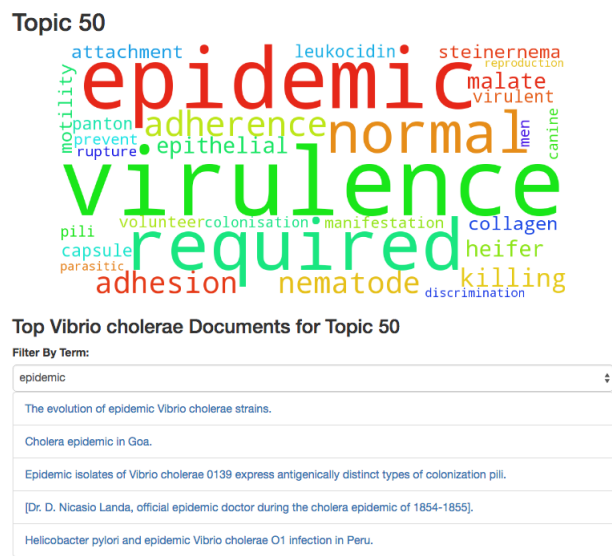 Topic 50
attachment leukocidin steinernema
reproduction
epidemic malate
virulent
motility panton adherence normal men canine
prevent
rupture epithelial
virulence
volunteer colonisation manifestation collagen
pili required heifer
capsule
parasitic adhesion nematode killing
discrimination
Top Vibrio cholerae Documents for Topic 50
Filter By Term:
epidemic
The evolution of epidemic Vibrio cholerae strains.
Cholera epidemic in Goa.
Epidemic isolates of Vibrio cholerae 0139 express antigenically distinct types of colonization pili.
[Dr. D. Nicasio Landa, official epidemic doctor during the cholera epidemic of 1854-1855].
Helicobacter pylori and epidemic Vibrio cholerae O1 infection in Peru.